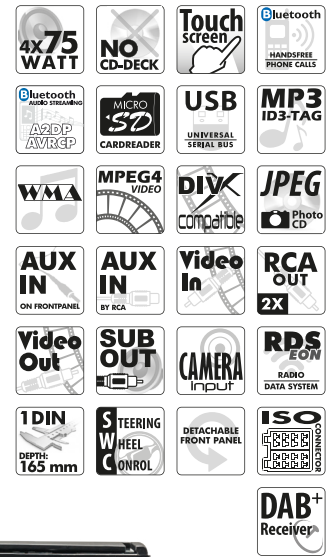 4X75
WATT
NO
CD-DECK
Touch
screen
Bluetooth
HANDSFREE
PHONE CALLS
Bluetooth
AUDIO STREAMING
A2DP
AVRCP
MICRO
SD
CARDREADER
USB
UNIVERSAL
SERIAL BUS
MP3
ID3-TAG
WMA
MPEG4
VIDEO
DIVX
compatible
JPEG
Photo
CD
AUX
IN
ON FRONTPANEL
AUX
IN
BY RCA
Video
In
RCA
OUT
2X
Video
Out
SUB
OUT
CAMERA
input
RDS
EON
RADIO
DATA SYSTEM
1 DIN
DEPTH:
165 mm
STEERING
WHEEL
CONROL
DETACHABLE
FRONT PANEL
ISO
CONNECTOR
DAB+
Receiver